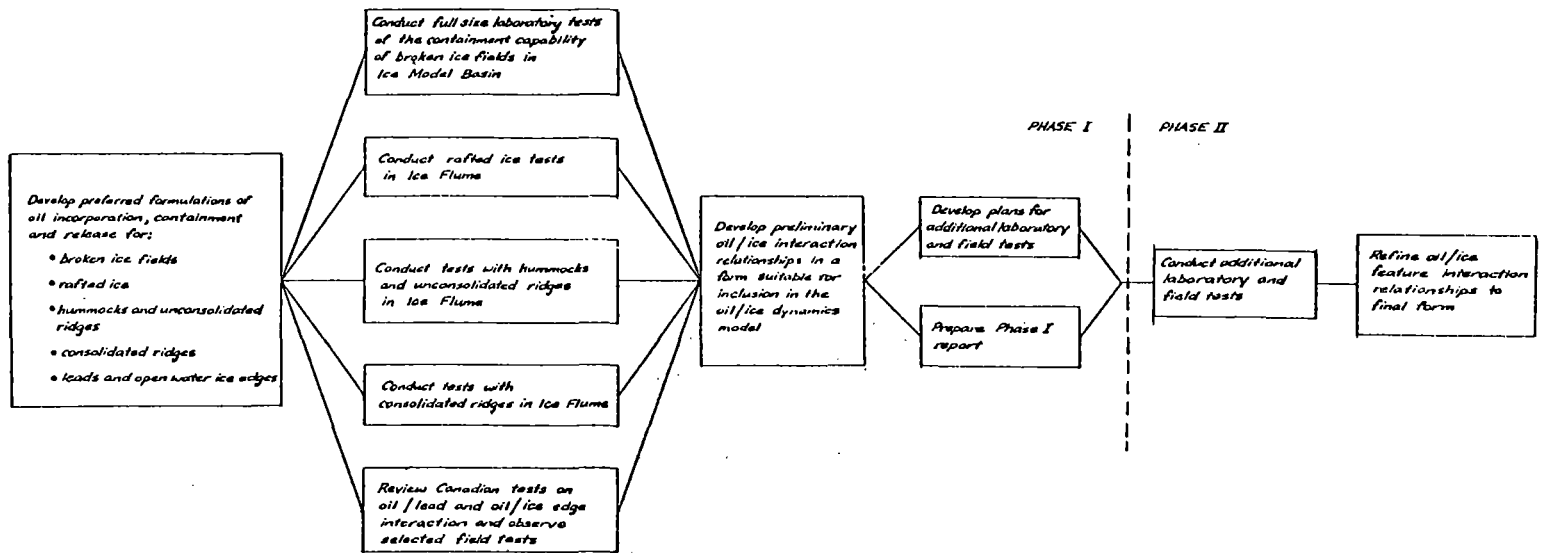 Develop preferred formulations of
oil incorporation, containment
and release for:
• broken ice fields
• rafted ice
• hummocks and unconsolidated
ridges
• consolidated ridges
• leads and open water ice edges
Conduct full size laboratory tests
of the containment capability
of broken ice fields in
Ice Model Basin
Conduct rafted ice tests
in Ice Flume
Conduct tests with hummocks
and unconsolidated ridges
in Ice Flume
Conduct tests with
consolidated ridges in Ice Flume
Review Canadian tests on
oil/lead and oil/ice edge
interaction and observe
selected field tests
Develop preliminary
oil/ice interaction
relationships in a
form suitable for
inclusion in the
oil/ice dynamics
model
PHASE I
PHASE II
Develop plans for
additional laboratory
and field tests
Prepare Phase I
report
Conduct additional
laboratory and
field tests
Refine oil/ice
feature interaction
relationships to
final form